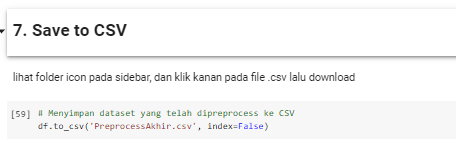 7. Save to CSV
lihat folder icon pada sidebar, dan klik kanan pada file .csv lalu download
[59] # Menyimpan dataset yang telah dipreprocess ke CSV
df.to_csv('PreprocessAkhir.csv', index=False)